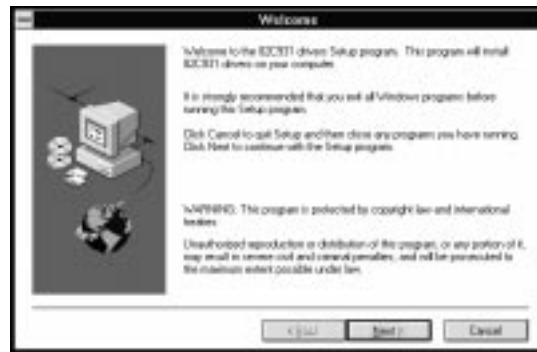 Welcome
Welcome to the 82C931 drivers Setup program. This program will install
82C931 drivers on your computer.
It is strongly recommended that you exit all Windows programs before
running this Setup program.
Click Cancel to quit Setup and then close any programs you have running.
Click Next to continue with the Setup program.
WARNING: This program is protected by copyright law and international
treaties.
Unauthorized reproduction or distribution of this program, or any portion of it,
may result in severe civil and criminal penalties, and will be prosecuted to
the maximum extent possible under law.
Next >
Cancel